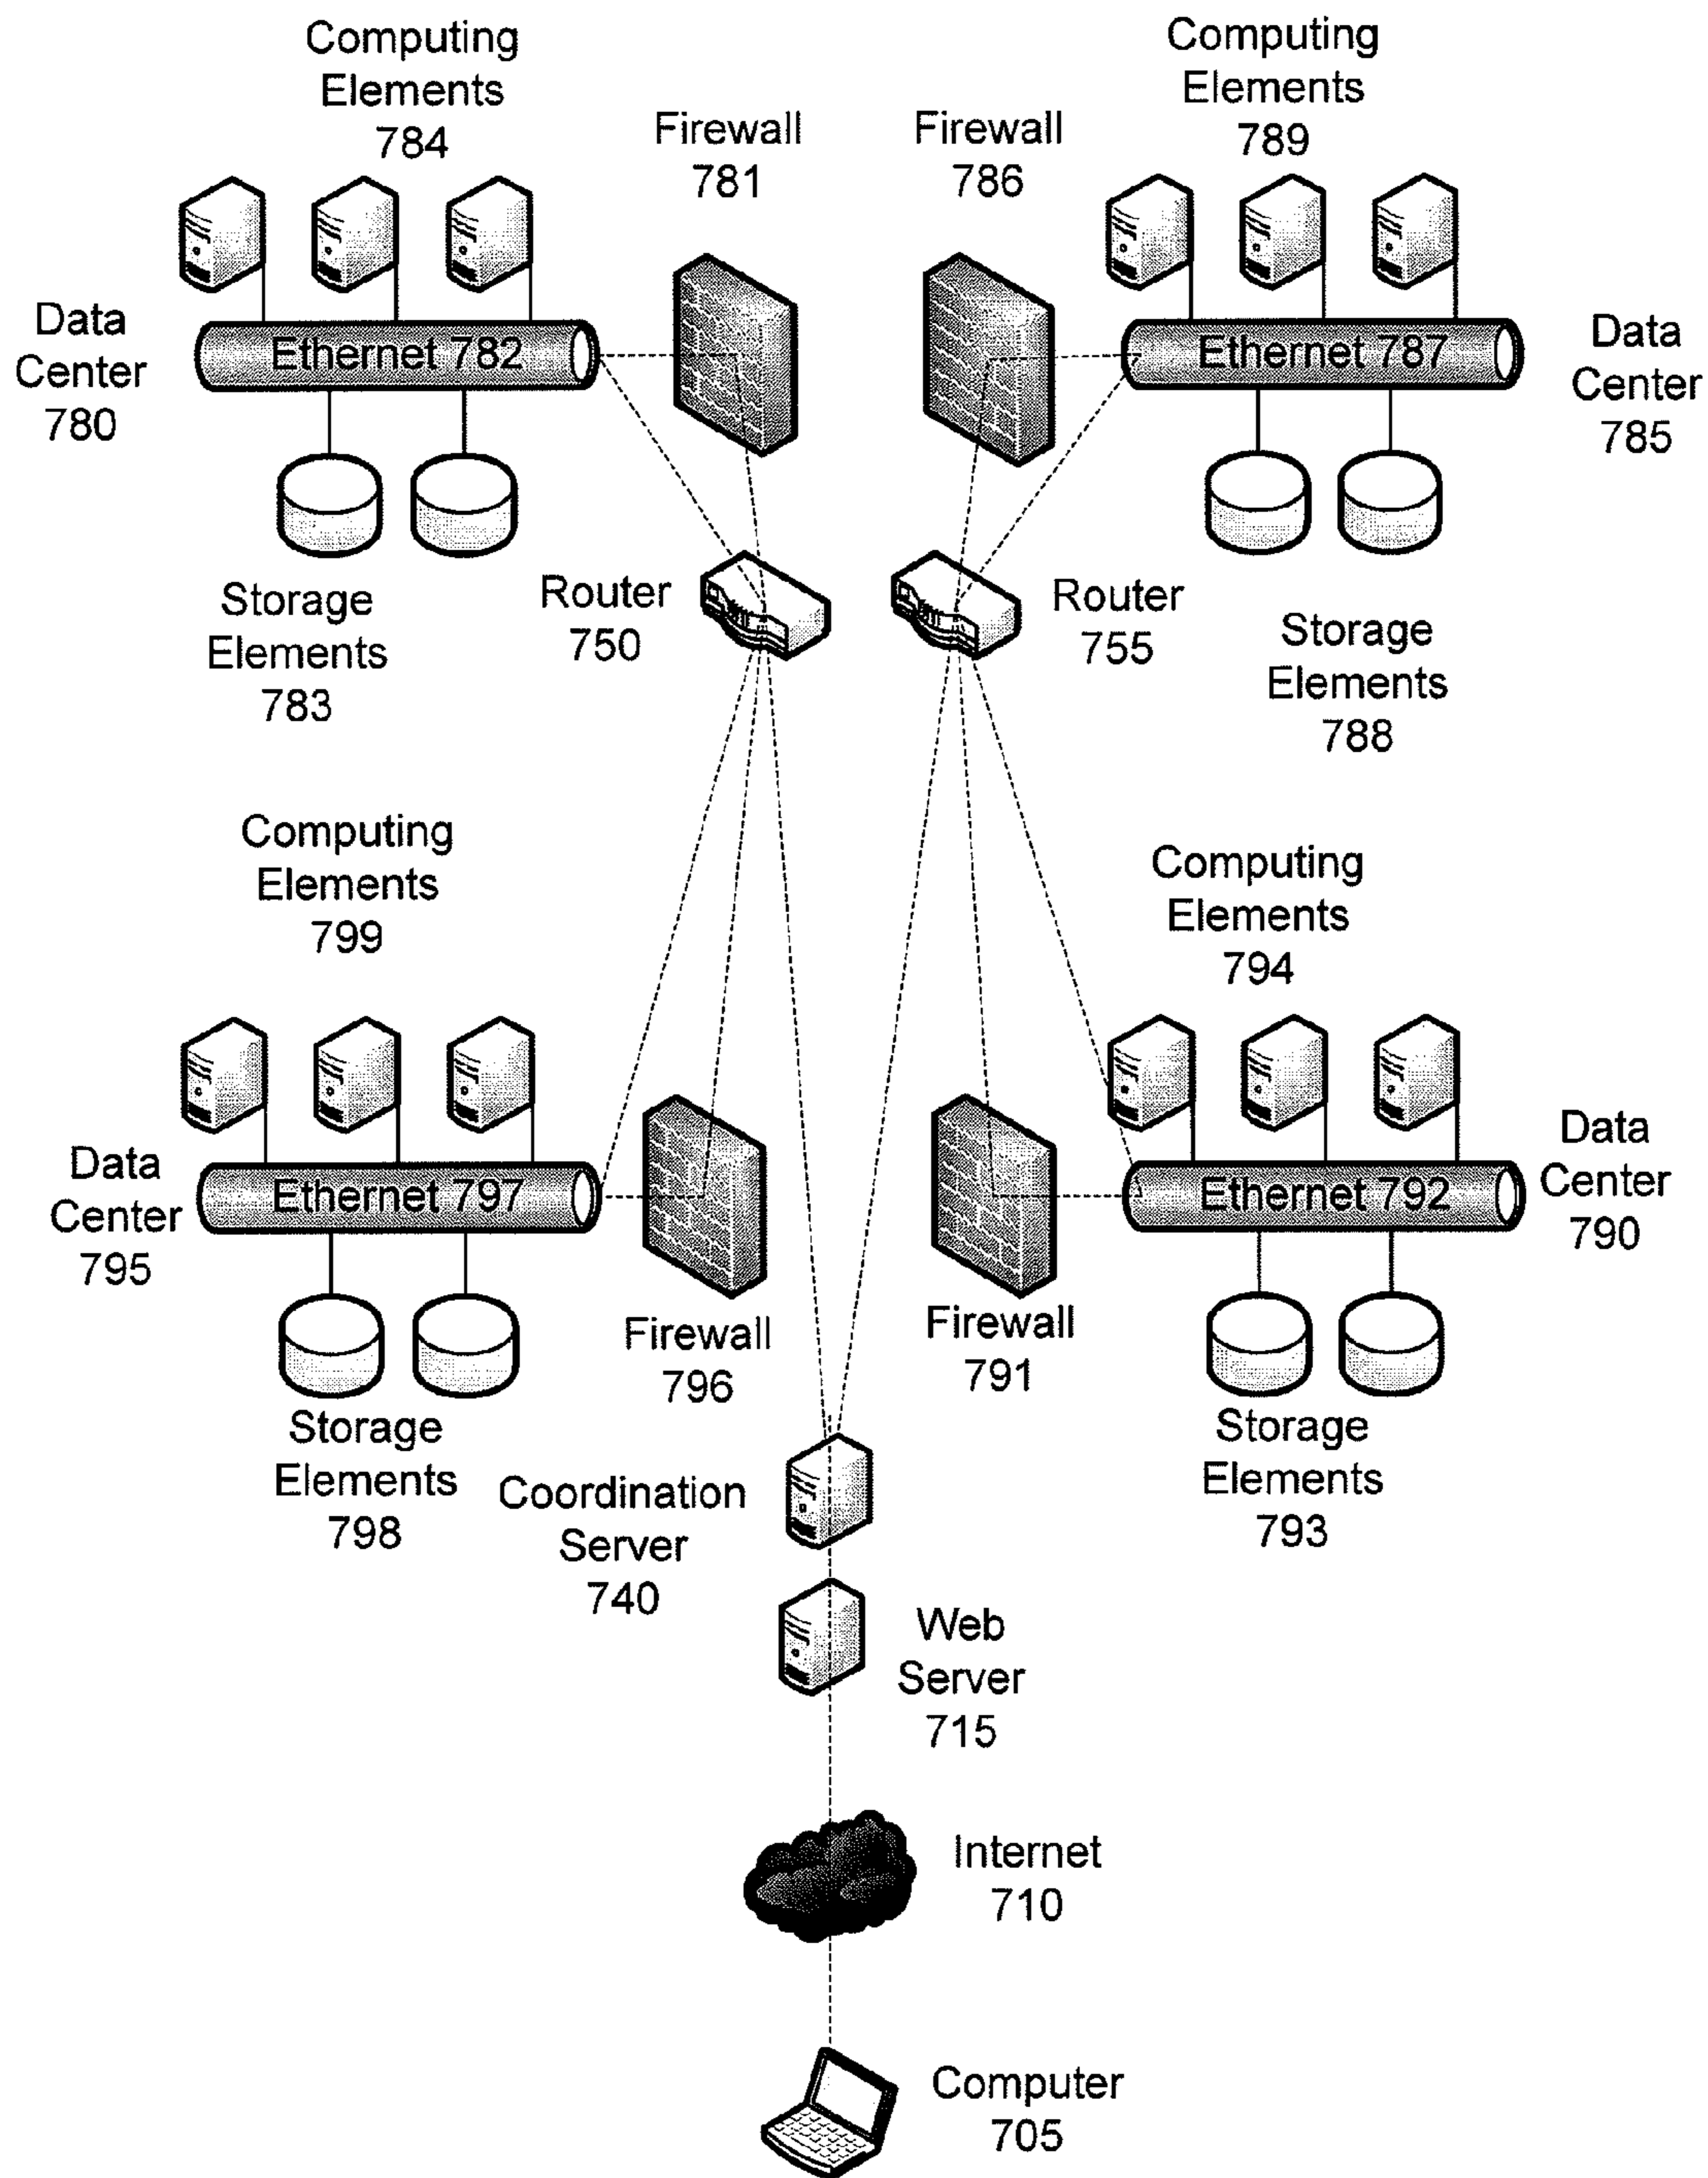 Computing
Elements
784
Firewall
781
Firewall
786
Computing
Elements
789
Data
Center
780
Ethernet 782
Ethernet 787
Data
Center
785
Storage
Elements
783
Router
750
Router
755
Storage
Elements
788
Computing
Elements
799
Computing
Elements
794
Data
Center
795
Ethernet 797
Ethernet 792
Data
Center
790
Firewall
796
Firewall
791
Storage
Elements
798
Storage
Elements
793
Coordination
Server
740
Web
Server
715
Internet
710
Computer
705